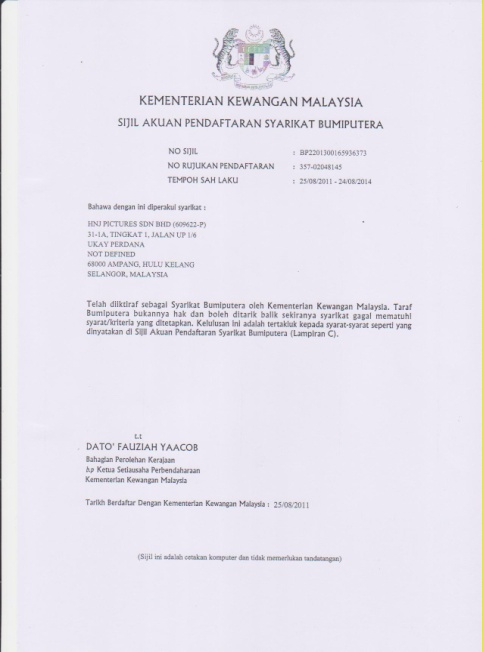 KEMENTERIAN KEWANGAN MALAYSIA
SIJIL AKUAN PENDAFTARAN SYARIKAT BUMIPUTERA
NO SIJIL : BP2201300165936373
NO RUJUKAN PENDAFTARAN : 357-02048145
TEMPOH SAH LAKU : 25/08/2011 - 24/08/2014
Bahawa dengan ini diperakui syarikat :
HNJ PICTURES SDN BHD (609622-P)
31-1A, TINGKAT 1, JALAN UP 1/6
UKAY PERDANA
NOT DEFINED
68000 AMPANG, HULU KELANG
SELANGOR, MALAYSIA
Telah diiktiraf sebagai Syarikat Bumiputera oleh Kementerian Kewangan Malaysia. Taraf
Bumiputera bukannya hak dan boleh ditarik balik sekiranya syarikat gagal mematuhi
syarat/kriteria yang ditetapkan. Kelulusan ini adalah tertakluk kepada syarat-syarat seperti yang
dinyatakan di Sijil Akuan Pendaftaran Syarikat Bumiputera (Lampiran C).
t.t
DATO' FAUZIAH YAACOB
Bahagian Perolehan Kerajaan
b.p Ketua Setiausaha Perbendaharaan
Kementerian Kewangan Malaysia
Tarikh Berdaftar Dengan Kementerian Kewangan Malaysia : 25/08/2011
(Sijil ini adalah cetakan komputer dan tidak memerlukan tandatangan)